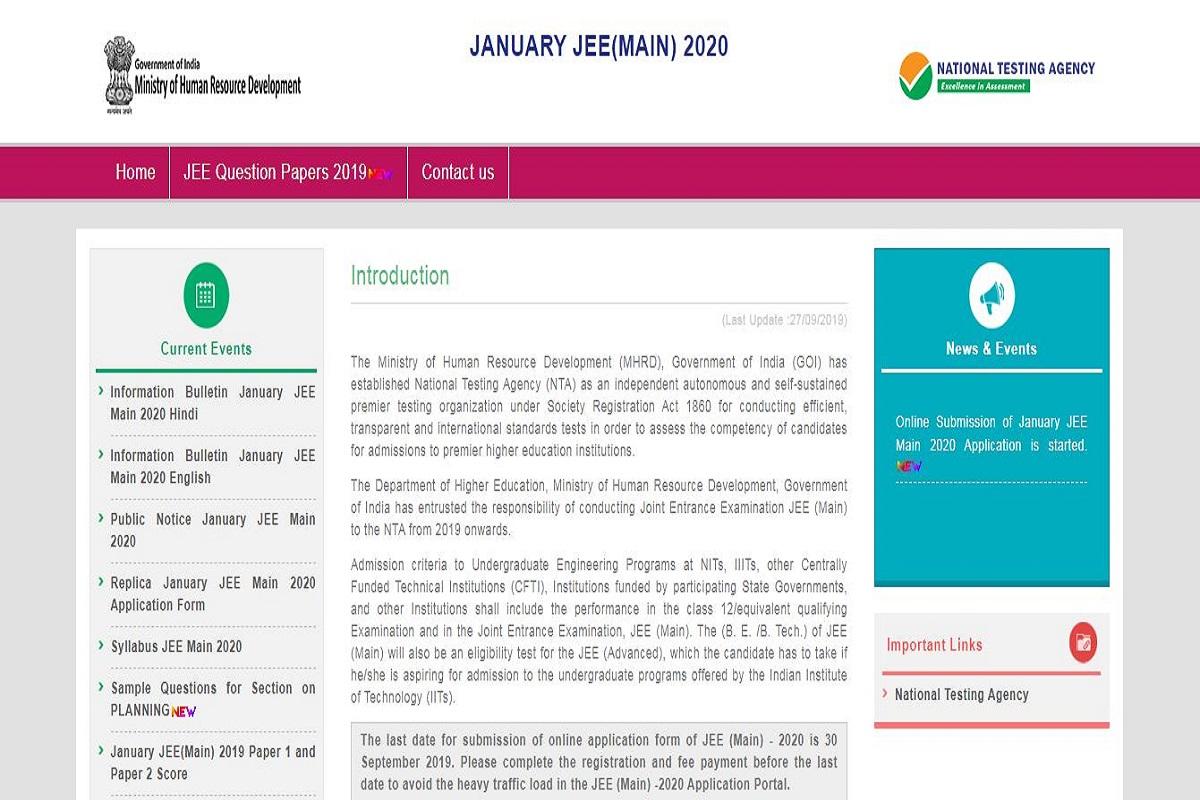 JANUARY JEE(MAIN) 2020
Government of India
Ministry of Human Resource Development
NATIONAL TESTING AGENCY
Excellence in Assessment
Home
JEE Question Papers 2019 NEW
Contact us
Current Events
Information Bulletin January JEE
Main 2020 Hindi
Information Bulletin January JEE
Main 2020 English
Public Notice January JEE Main
2020
Replica January JEE Main 2020
Application Form
Syllabus JEE Main 2020
Sample Questions for Section on
PLANNING NEW
January JEE(Main) 2019 Paper 1 and
Paper 2 Score
Introduction
(Last Update :27/09/2019)
The Ministry of Human Resource Development (MHRD), Government of India (GOI) has
established National Testing Agency (NTA) as an independent autonomous and self-sustained
premier testing organization under Society Registration Act 1860 for conducting efficient,
transparent and international standards tests in order to assess the competency of candidates
for admissions to premier higher education institutions.
The Department of Higher Education, Ministry of Human Resource Development, Government
of India has entrusted the responsibility of conducting Joint Entrance Examination JEE (Main)
to the NTA from 2019 onwards.
Admission criteria to Undergraduate Engineering Programs at NITs, IIITs, other Centrally
Funded Technical Institutions (CFTI), Institutions funded by participating State Governments,
and other Institutions shall include the performance in the class 12/equivalent qualifying
Examination and in the Joint Entrance Examination, JEE (Main). The (B. E. /B. Tech.) of JEE
(Main) will also be an eligibility test for the JEE (Advanced), which the candidate has to take if
he/she is aspiring for admission to the undergraduate programs offered by the Indian Institute
of Technology (IITs).
The last date for submission of online application form of JEE (Main) - 2020 is 30
September 2019. Please complete the registration and fee payment before the last
date to avoid the heavy traffic load in the JEE (Main) -2020 Application Portal.
News & Events
Online Submission of January JEE
Main 2020 Application is started.
NEW
Important Links
National Testing Agency